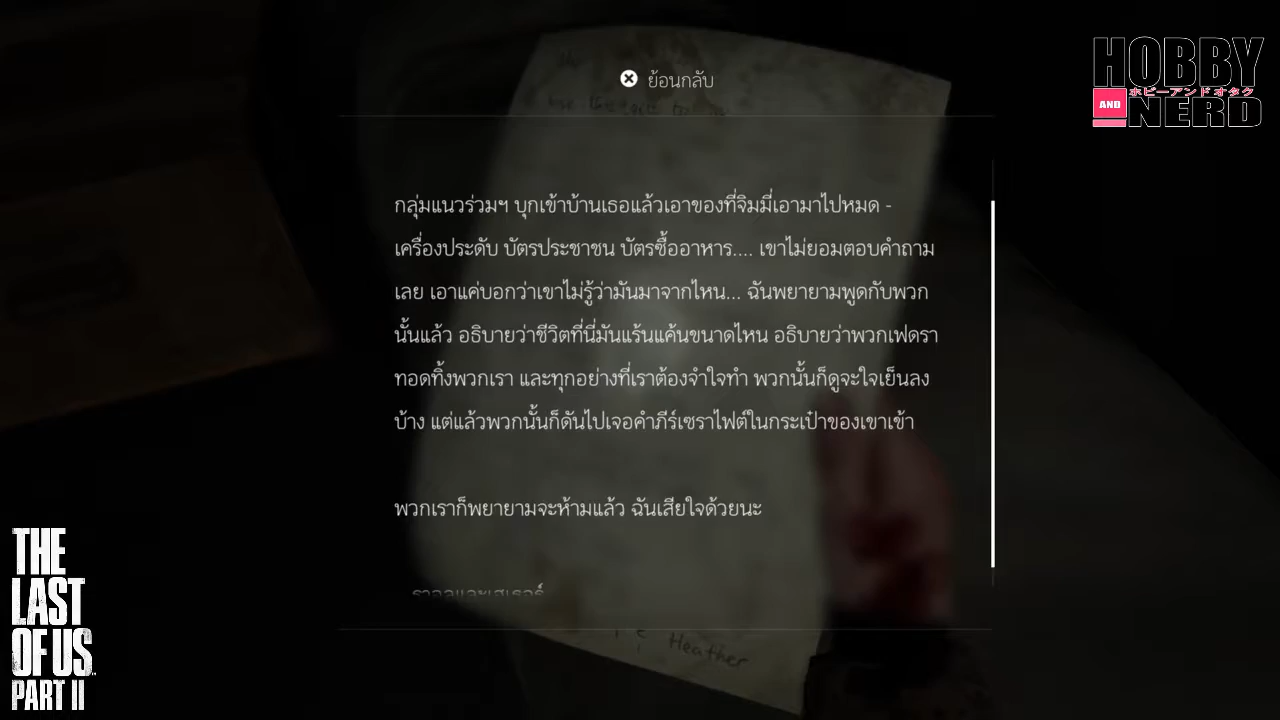 ย้อนกลับ
HOBBY
ホビーアンドオタク
AND NERD
กลุ่มแนวร่วมฯ บุกเข้าบ้านเธอแล้วเอาของที่จิมมี่เอามาไปหมด -
เครื่องประดับ บัตรประชาชน บัตรซื้ออาหาร.... เขาไม่ยอมตอบคำถาม
เลย เอาแค่บอกว่าเขาไม่รู้ว่ามันมาจากไหน... ฉันพยายามพูดกับพวก
นั้นแล้ว อธิบายว่าชีวิตที่นี่มันแร้นแค้นขนาดไหน อธิบายว่าพวกเฟดรา
ทอดทิ้งพวกเรา และทุกอย่างที่เราต้องจำใจทำ พวกนั้นก็ดูจะใจเย็นลง
บ้าง แต่แล้วพวกนั้นก็ดันไปเจอคำภีร์เซราไฟต์ในกระเป๋าของเขาเข้า
พวกเราก็พยายามจะห้ามแล้ว ฉันเสียใจด้วยนะ
ราอูลและเฮเธอร์
Heather
THE
LAST
OF US
PART II